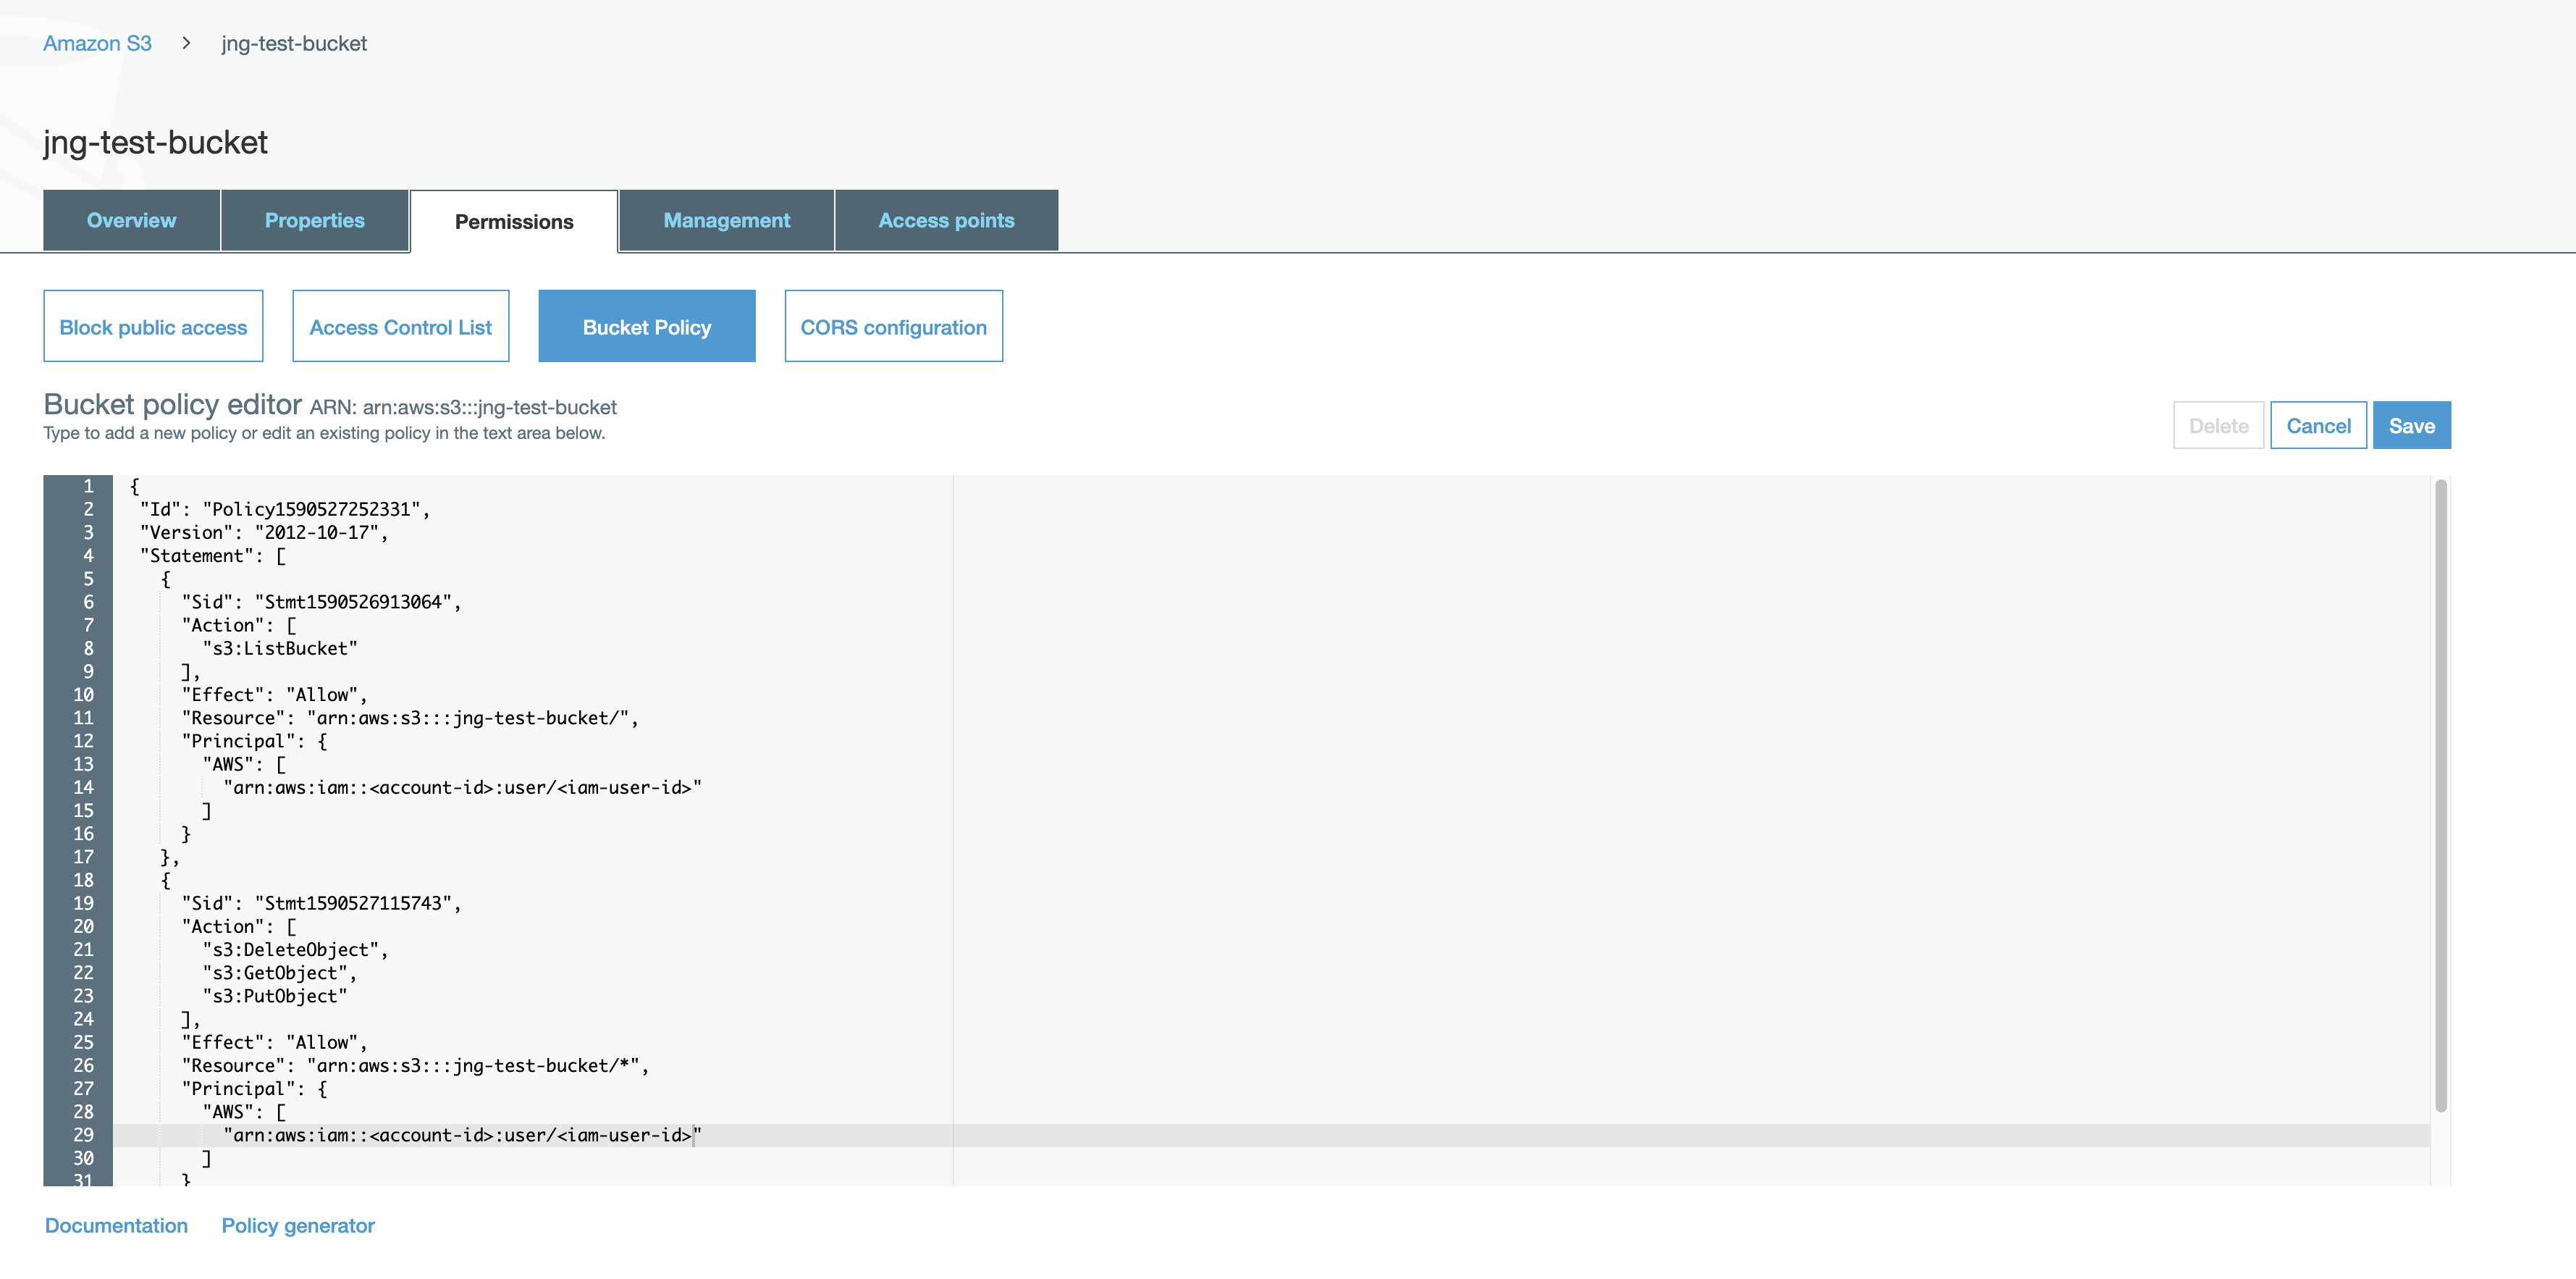 Amazon S3 > jng-test-bucket
jng-test-bucket
Overview Properties Permissions Management Access points
Block public access Access Control List Bucket Policy CORS configuration
Bucket policy editor ARN: arn:aws:s3:::jng-test-bucket
Type to add a new policy or edit an existing policy in the text area below.
Delete Cancel Save
1 {
2 "Id": "Policy1590527252331",
3 "Version": "2012-10-17",
4 "Statement": [
5 {
6 "Sid": "Stmt1590526913064",
7 "Action": [
8 "s3:ListBucket"
9 ],
10 "Effect": "Allow",
11 "Resource": "arn:aws:s3:::jng-test-bucket/",
12 "Principal": {
13 "AWS": [
14 "arn:aws:iam::<account-id>:user/<iam-user-id>"
15 ]
16 }
17 },
18 {
19 "Sid": "Stmt1590527115743",
20 "Action": [
21 "s3:DeleteObject",
22 "s3:GetObject",
23 "s3:PutObject"
24 ],
25 "Effect": "Allow",
26 "Resource": "arn:aws:s3:::jng-test-bucket/*",
27 "Principal": {
28 "AWS": [
29 "arn:aws:iam::<account-id>:user/<iam-user-id>"
30 ]
31 }
Documentation Policy generator